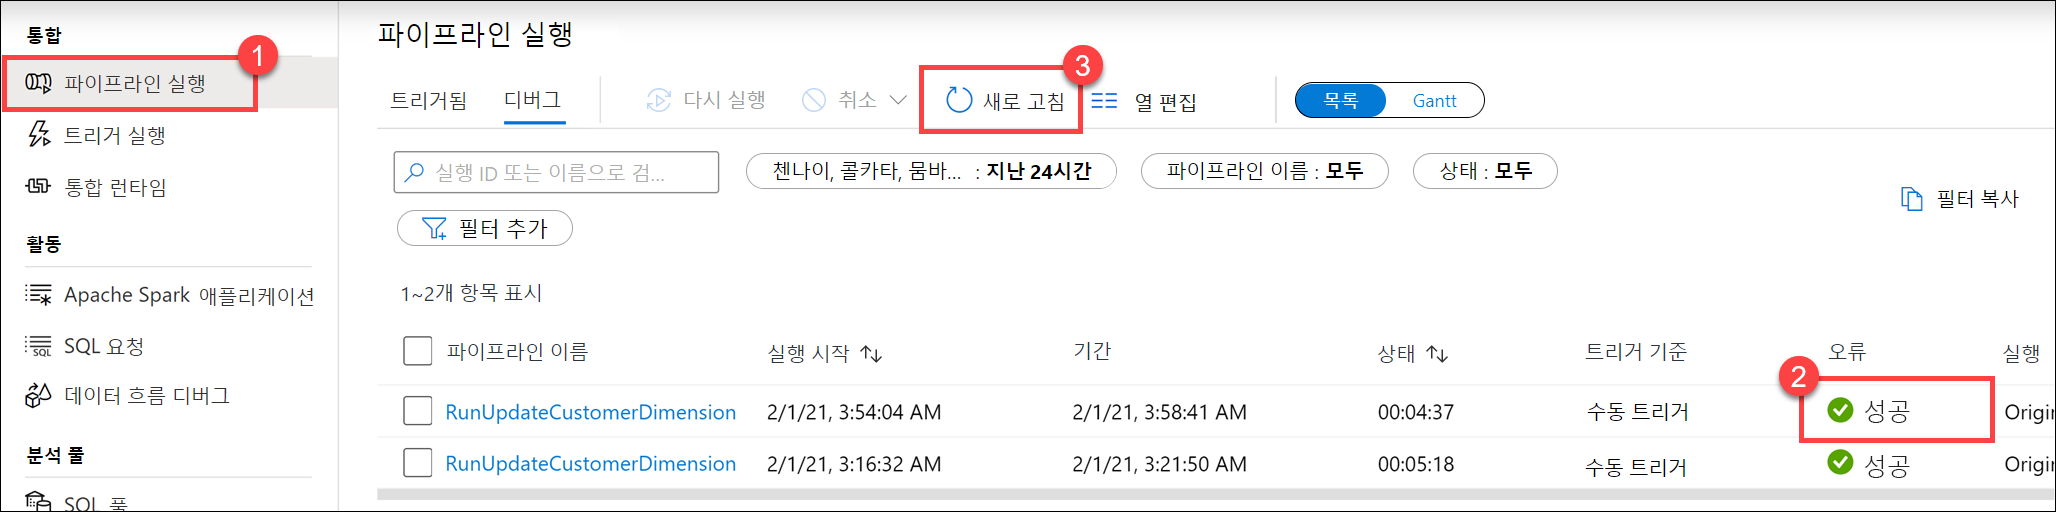 통합
1
파이프라인 실행
트리거 실행
통합 런타임
활동
Apache Spark 애플리케이션
SQL 요청
데이터 흐름 디버그
분석 풀
SQL 풀
파이프라인 실행
트리거됨 디버그 다시 실행 취소 3 새로 고침 열 편집 목록 Gantt
실행 ID 또는 이름으로 검... 첸나이, 콜카타, 뭄바... : 지난 24시간 파이프라인 이름 : 모두 상태 : 모두
필터 복사
필터 추가
1~2개 항목 표시
파이프라인 이름 실행 시작 기간 상태 트리거 기준 오류 실행
2
RunUpdateCustomerDimension 2/1/21, 3:54:04 AM 2/1/21, 3:58:41 AM 00:04:37 수동 트리거 성공 Origin
RunUpdateCustomerDimension 2/1/21, 3:16:32 AM 2/1/21, 3:21:50 AM 00:05:18 수동 트리거 성공 Origin